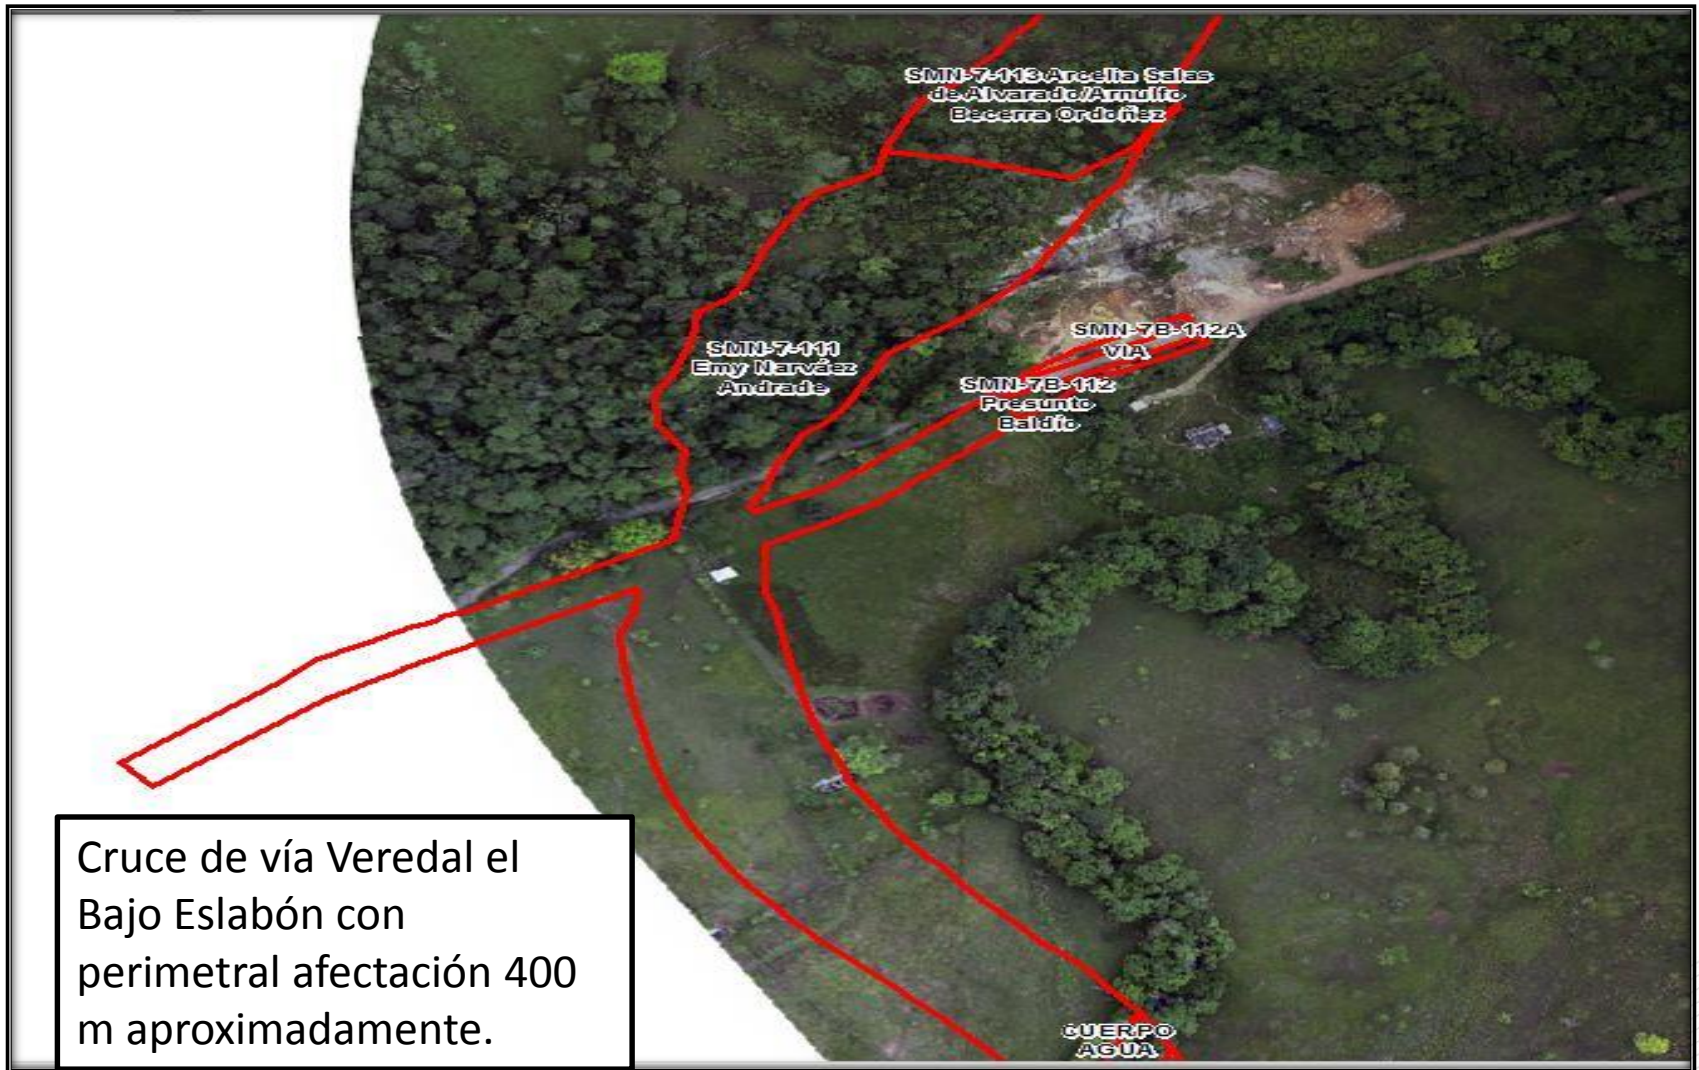 SMN-7-113 Arcelia Salas
de Alvarado/Arnulfo
Becerra Ordoñez
SMN-7B-112A
VIA
SMN-7-111
Emy Narváez
Andrade
SMN-7B-112
Presunto
Baldío
Cruce de vía Veredal el
Bajo Eslabón con
perimetral afectación 400
m aproximadamente.
CUERPO
AGUA